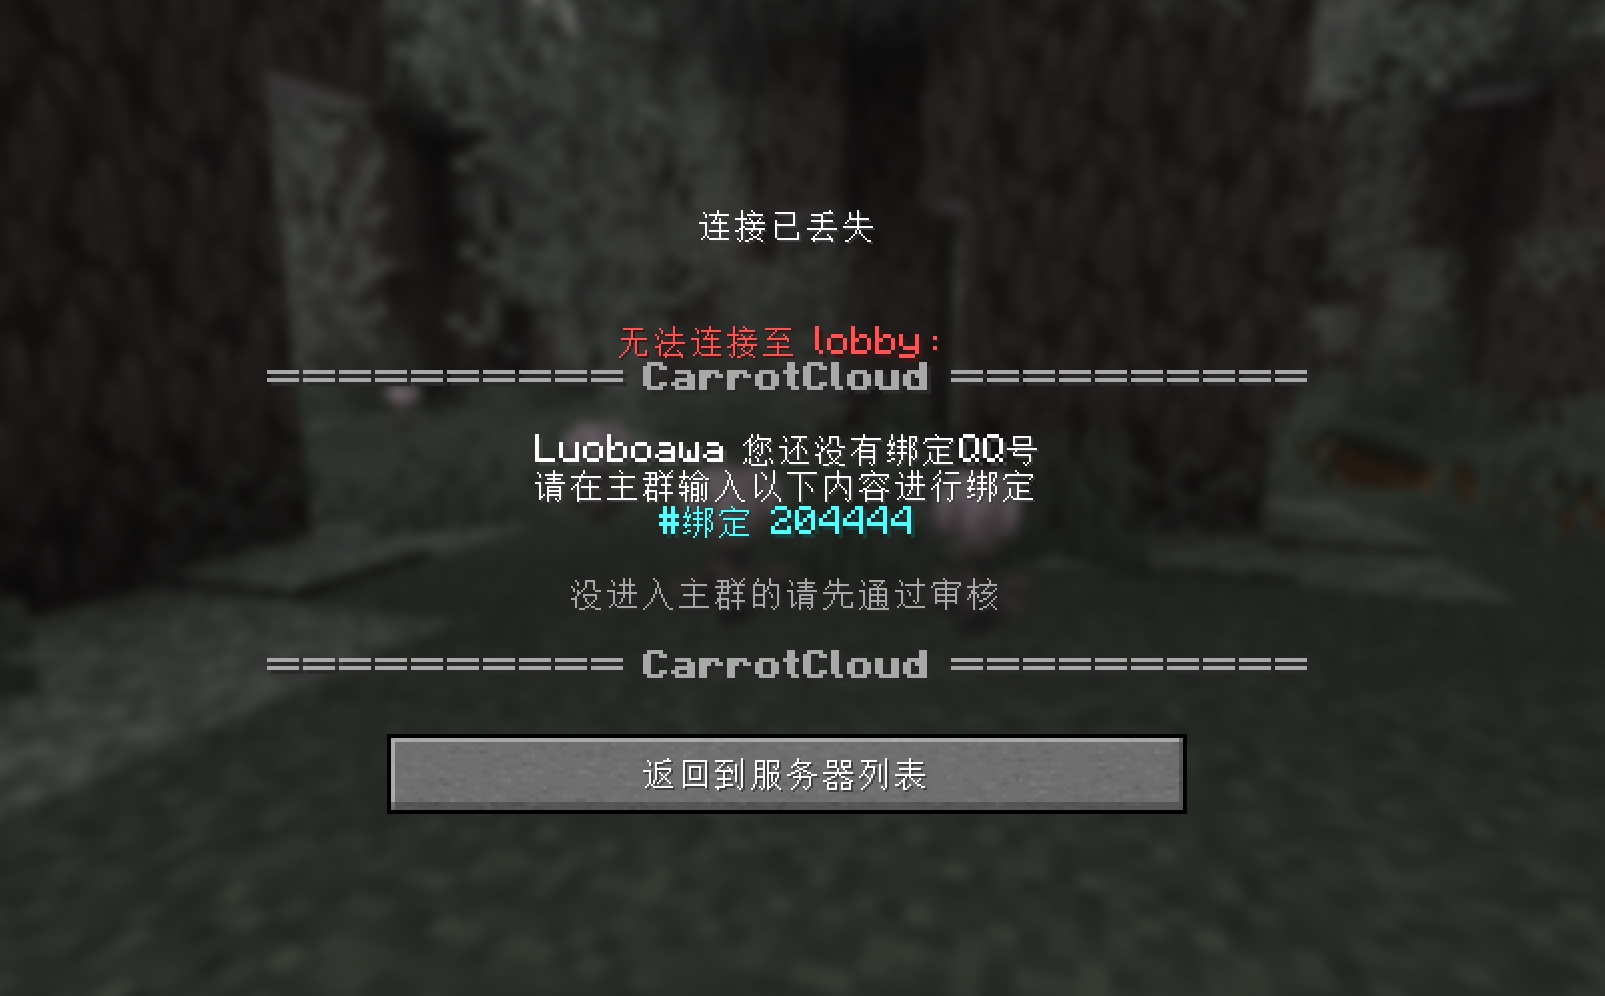 连接已丢失
无法连接至 lobby:
========== CarrotCloud ==========
Luoboawa 您还没有绑定QQ号
请在主群输入以下内容进行绑定
#绑定 204444
没进入主群的请先通过审核
========== CarrotCloud ==========
返回到服务器列表